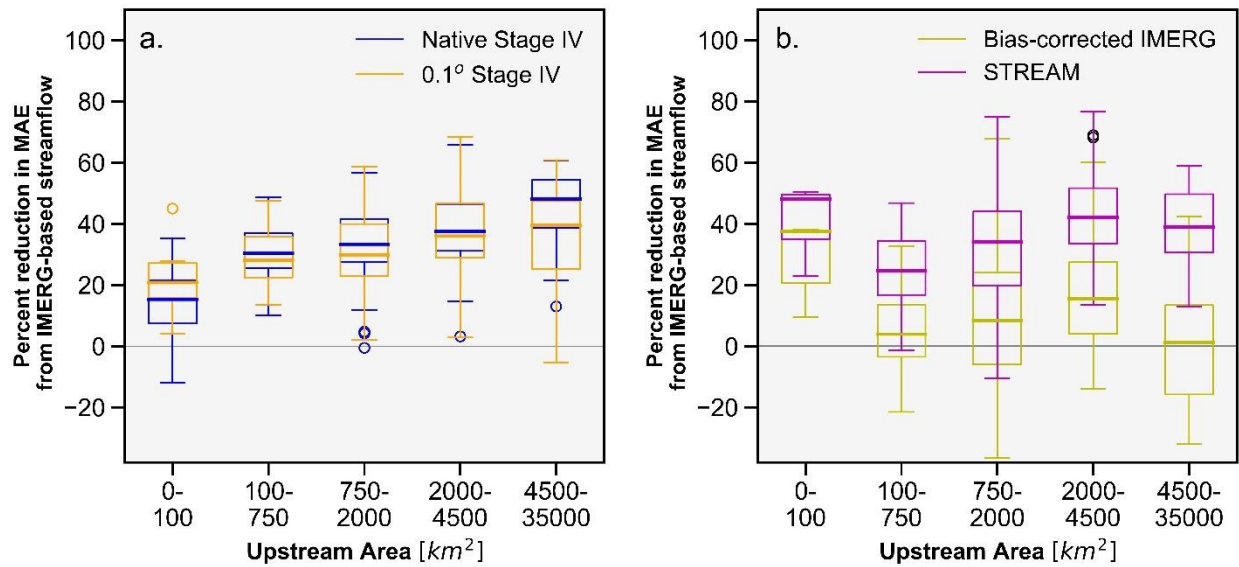 a.
Native Stage IV
0.1° Stage IV
Percent reduction in MAE
from IMERG-based streamflow
100
80
60
40
20
0
−20
0-
100
100-
750
750-
2000
2000-
4500
4500-
35000
Upstream Area [km²]
b.
Bias-corrected IMERG
STREAM
Percent reduction in MAE
from IMERG-based streamflow
100
80
60
40
20
0
−20
0-
100
100-
750
750-
2000
2000-
4500
4500-
35000
Upstream Area [km²]